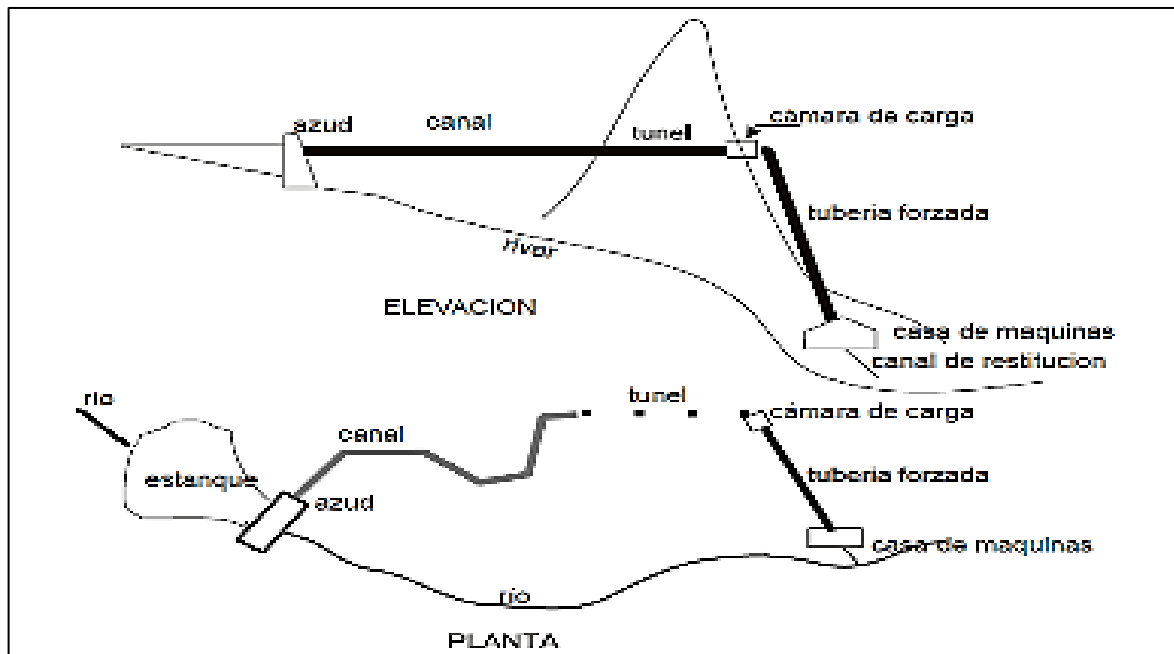 azud
canal
tunel
cámara de carga
tuberia forzada
rivor
ELEVACION
casa de maquinas
canal de restitucion
rio
tunel
cámara de carga
canal
estanque
azud
tuberia forzada
casa de maquinas
rio
PLANTA